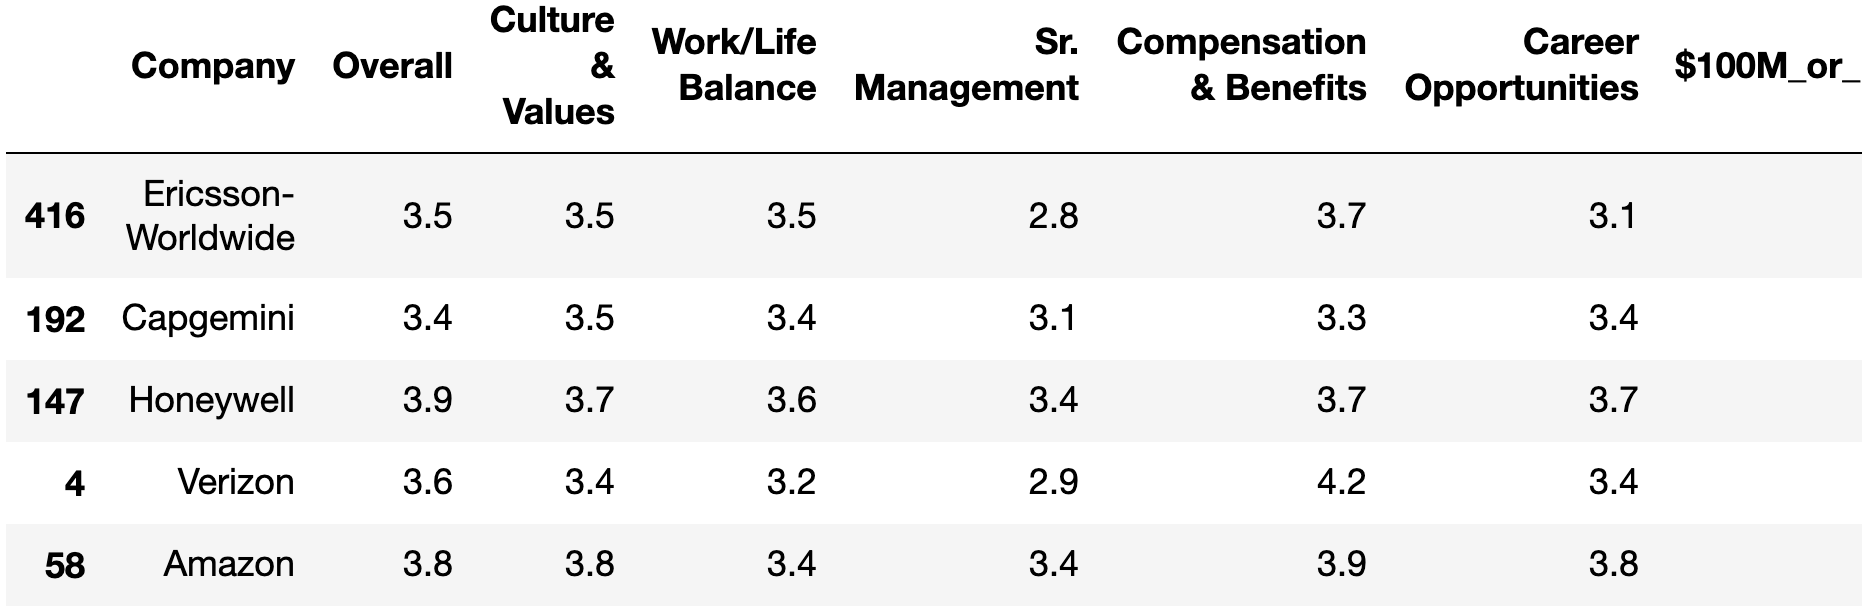 Company Overall Culture & Values Work/Life Balance Sr. Management Compensation & Benefits Career Opportunities $100M_or_
416 Ericsson-Worldwide 3.5 3.5 3.5 2.8 3.7 3.1
192 Capgemini 3.4 3.5 3.4 3.1 3.3 3.4
147 Honeywell 3.9 3.7 3.6 3.4 3.7 3.7
4 Verizon 3.6 3.4 3.2 2.9 4.2 3.4
58 Amazon 3.8 3.8 3.4 3.4 3.9 3.8